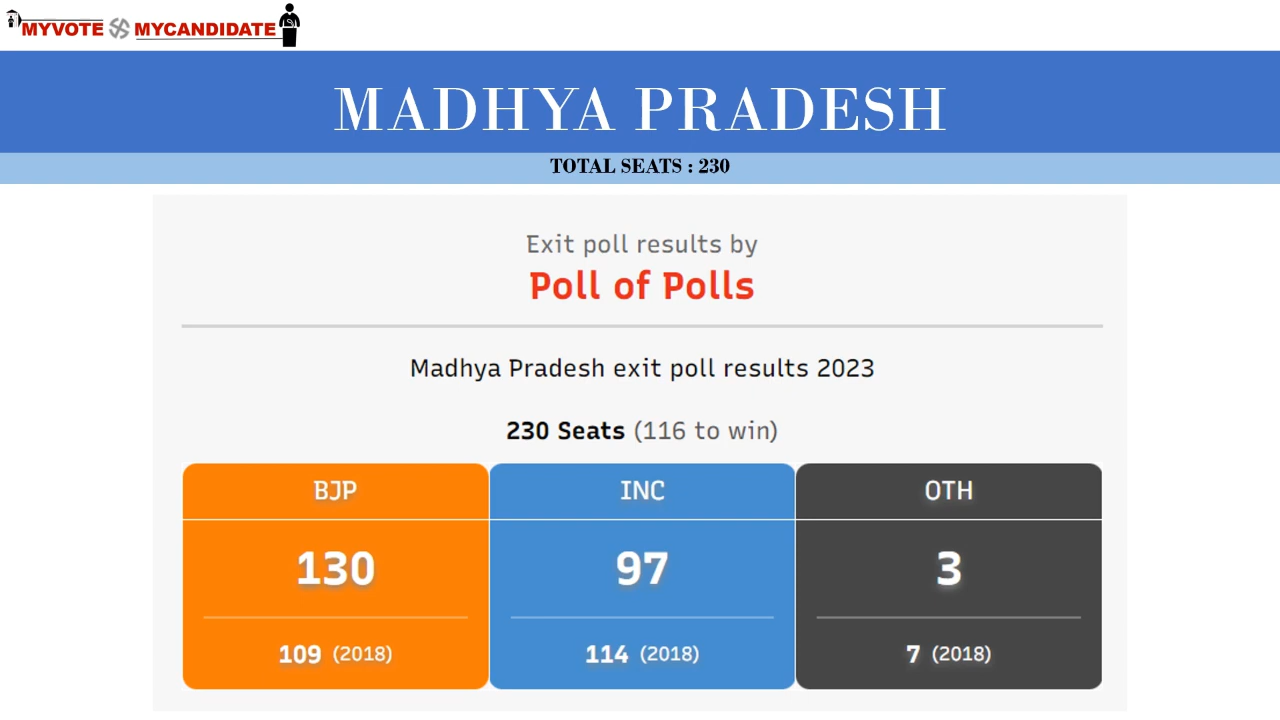 MYVOTE MYCANDIDATE
MADHYA PRADESH
TOTAL SEATS : 230
Exit poll results by
Poll of Polls
Madhya Pradesh exit poll results 2023
230 Seats (116 to win)
BJP INC OTH
130 97 3
109 (2018) 114 (2018) 7 (2018)